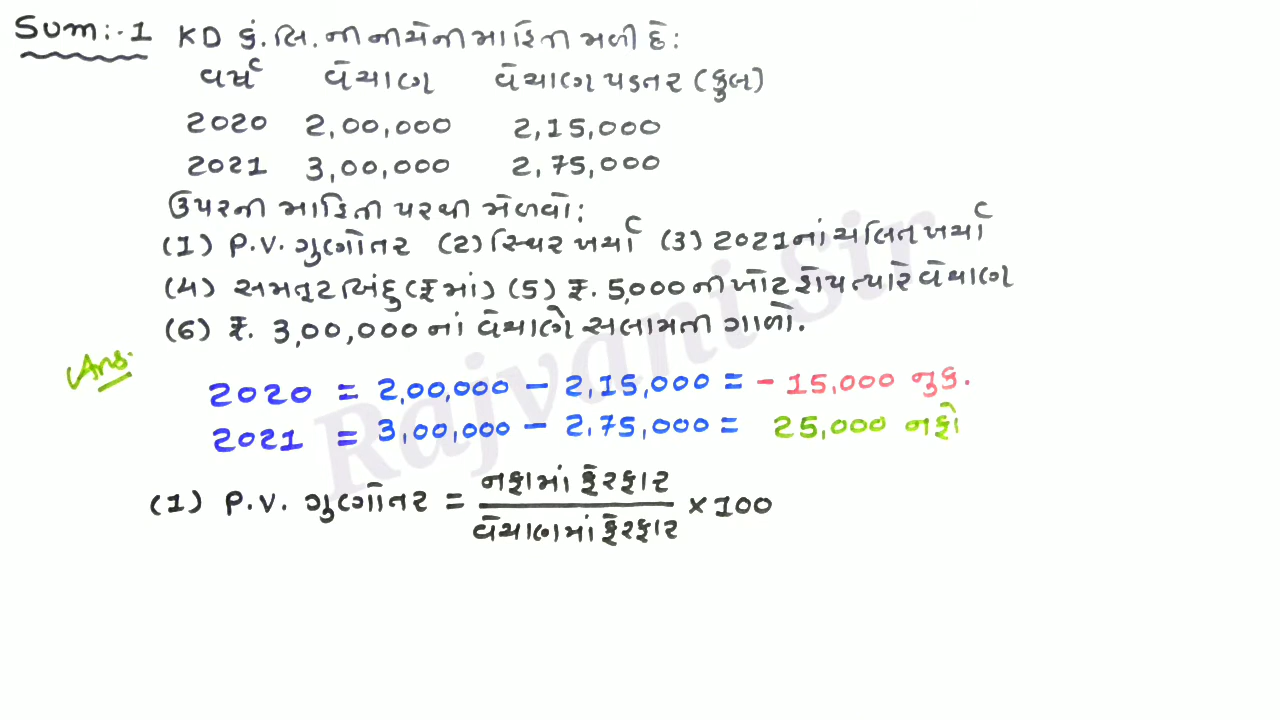 Sum:-1 KD કું.લિ.ની નીચેની માહિતી મળી છે:
વર્ષ વેચાણ વેચાણ પડતર (કુલ)
2020 2,00,000 2,15,000
2021 3,00,000 2,75,000
ઉપરની માહિતી પરથી મેળવો:
(1) P.V. ગુણોતર (2) સ્થિર ખર્ચા (3) 2021નાં ચલિત ખર્ચા
(4) સમતૂટ બિંદુ (₹માં) (5) રૂ. 5,000 ની ખોટ હોય ત્યારે વેચાણ
(6) રૂ. 3,00,000 નાં વેચાણે સલામતી ગાળો.
Ans:
2020 = 2,00,000 - 2,15,000 = - 15,000 નુક.
2021 = 3,00,000 - 2,75,000 = 25,000 નફો
(1) P.V. ગુણોતર = નફામાં ફેરફાર / વેચાણમાં ફેરફાર × 100
Rajvani Sir